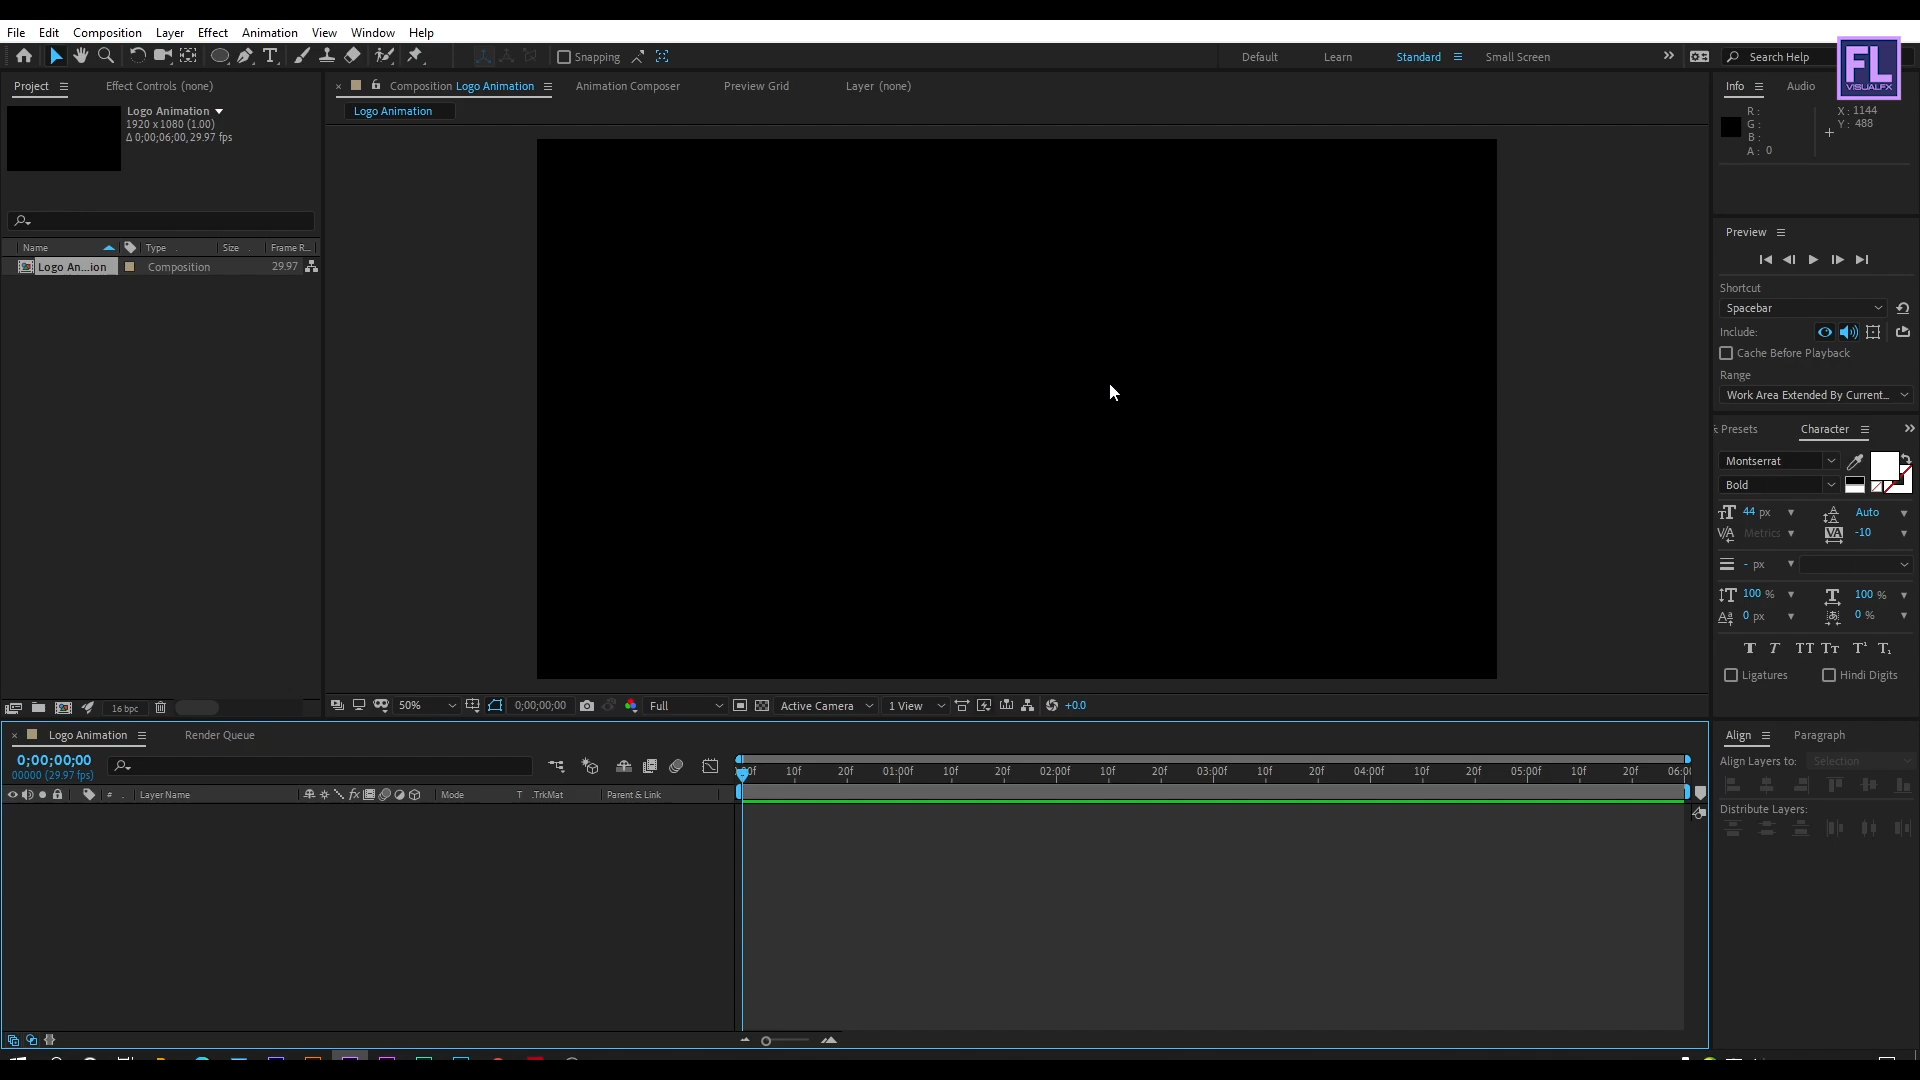 File Edit Composition Layer Effect Animation View Window Help
Snapping Default Learn Standard Small Screen Search Help
FL
VISUALFX
Project Effect Controls (none)
Composition Logo Animation Animation Composer Preview Grid Layer (none)
Info Audio
Logo Animation
1920 x 1080 (1.00)
Δ 0;00;06;00, 29.97 fps
Logo Animation
R :
G :
B :
A : 0
X : 1144
Y : 488
Name Type Size Frame R...
Logo An...ion Composition 29.97
Preview
Shortcut
Spacebar
Include:
Cache Before Playback
Range
Work Area Extended By Current...
Presets Character
Montserrat
Bold
44 px Auto
Metrics -10
- px
100 % 100 %
0 px 0 %
Ligatures Hindi Digits
16 bpc
50% 0;00;00;00 Full Active Camera 1 View +0.0
Logo Animation Render Queue
0;00;00;00
00000 (29.97 fps)
10f 20f 01:00f 10f 20f 02:00f 10f 20f 03:00f 10f 20f 04:00f 10f 20f 05:00f 10f 20f 06:0
# Layer Name Mode T .TrkMat Parent & Link
Align Paragraph
Align Layers to: Selection
Distribute Layers: